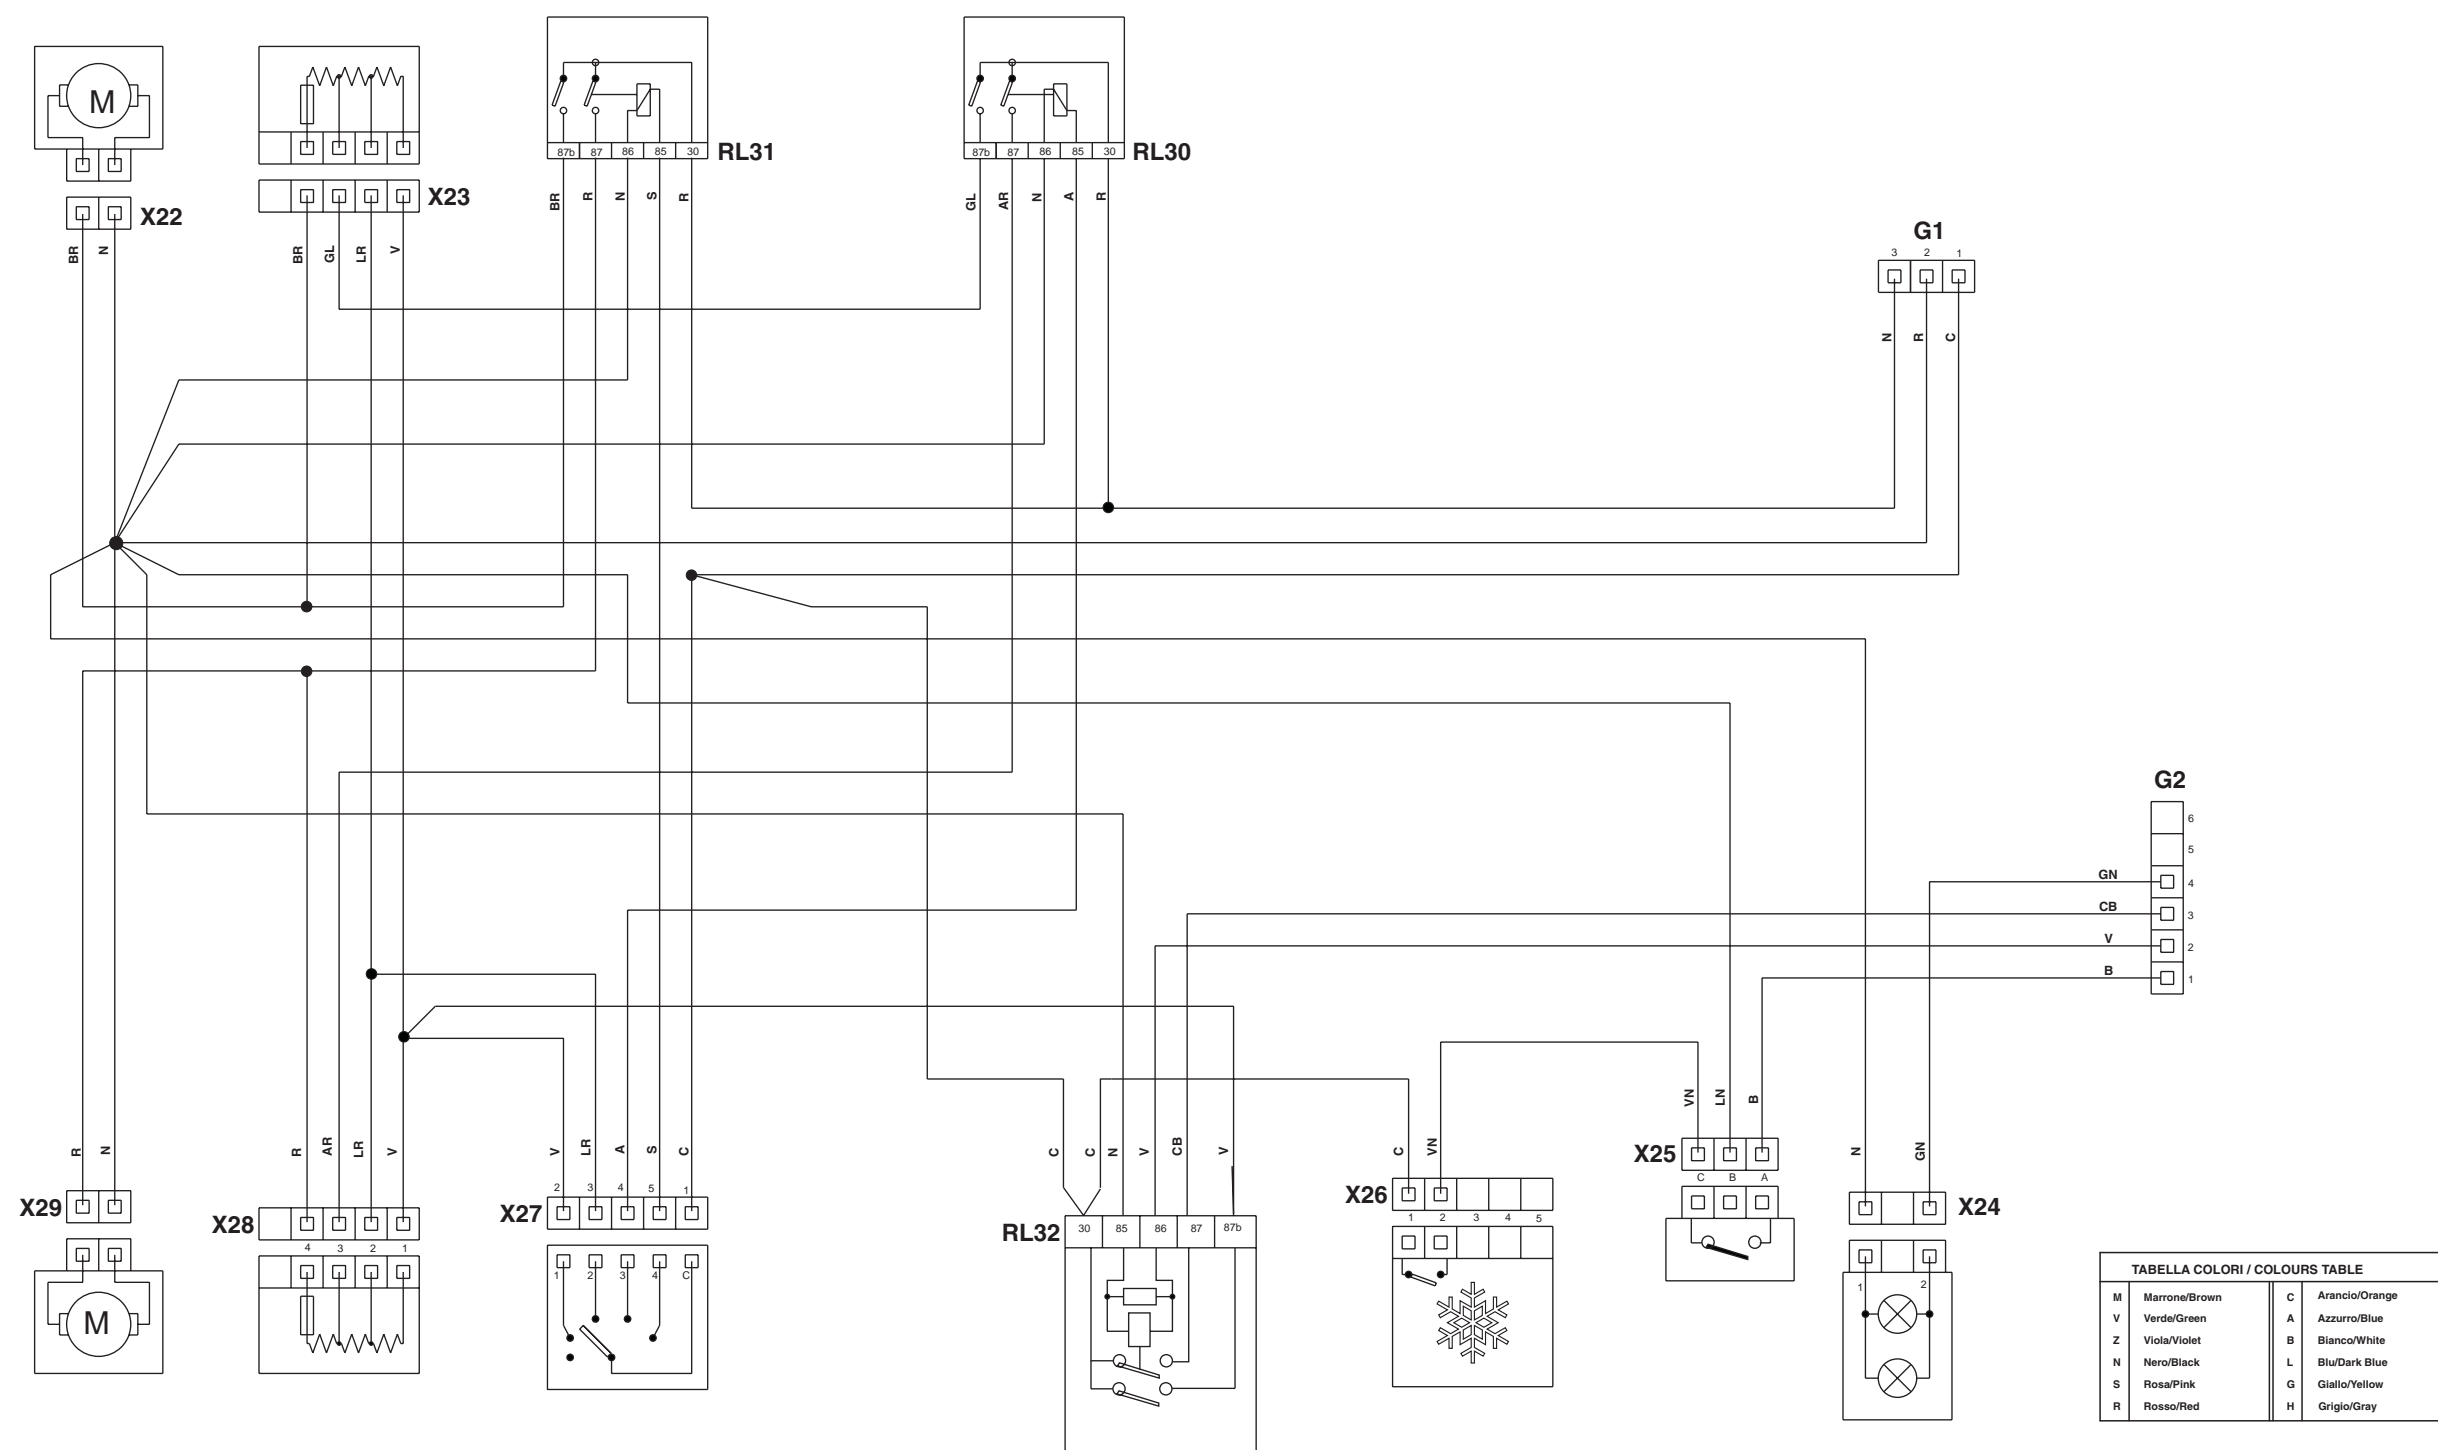 M
X22
BR N
X23
BR GL LR V
87b 87 86 85 30
RL31
BR R N S R
87b 87 86 85 30
RL30
GL AR N A R
G1
3 2 1
N R C
G2
6
5
GN 4
CB 3
V 2
B 1
R N
X29
M
R AR LR V
X28
4 3 2 1
V LR A S C
2 3 4 5 1
X27
1 2 3 4 C
C C N V CB V
RL32
30 85 86 87 87b
C VN
X26
1 2 3 4 5
VN LN B
X25
C B A
N GN
X24
1 2
TABELLA COLORI / COLOURS TABLE
M Marrone/Brown C Arancio/Orange
V Verde/Green A Azzurro/Blue
Z Viola/Violet B Bianco/White
N Nero/Black L Blu/Dark Blue
S Rosa/Pink G Giallo/Yellow
R Rosso/Red H Grigio/Gray